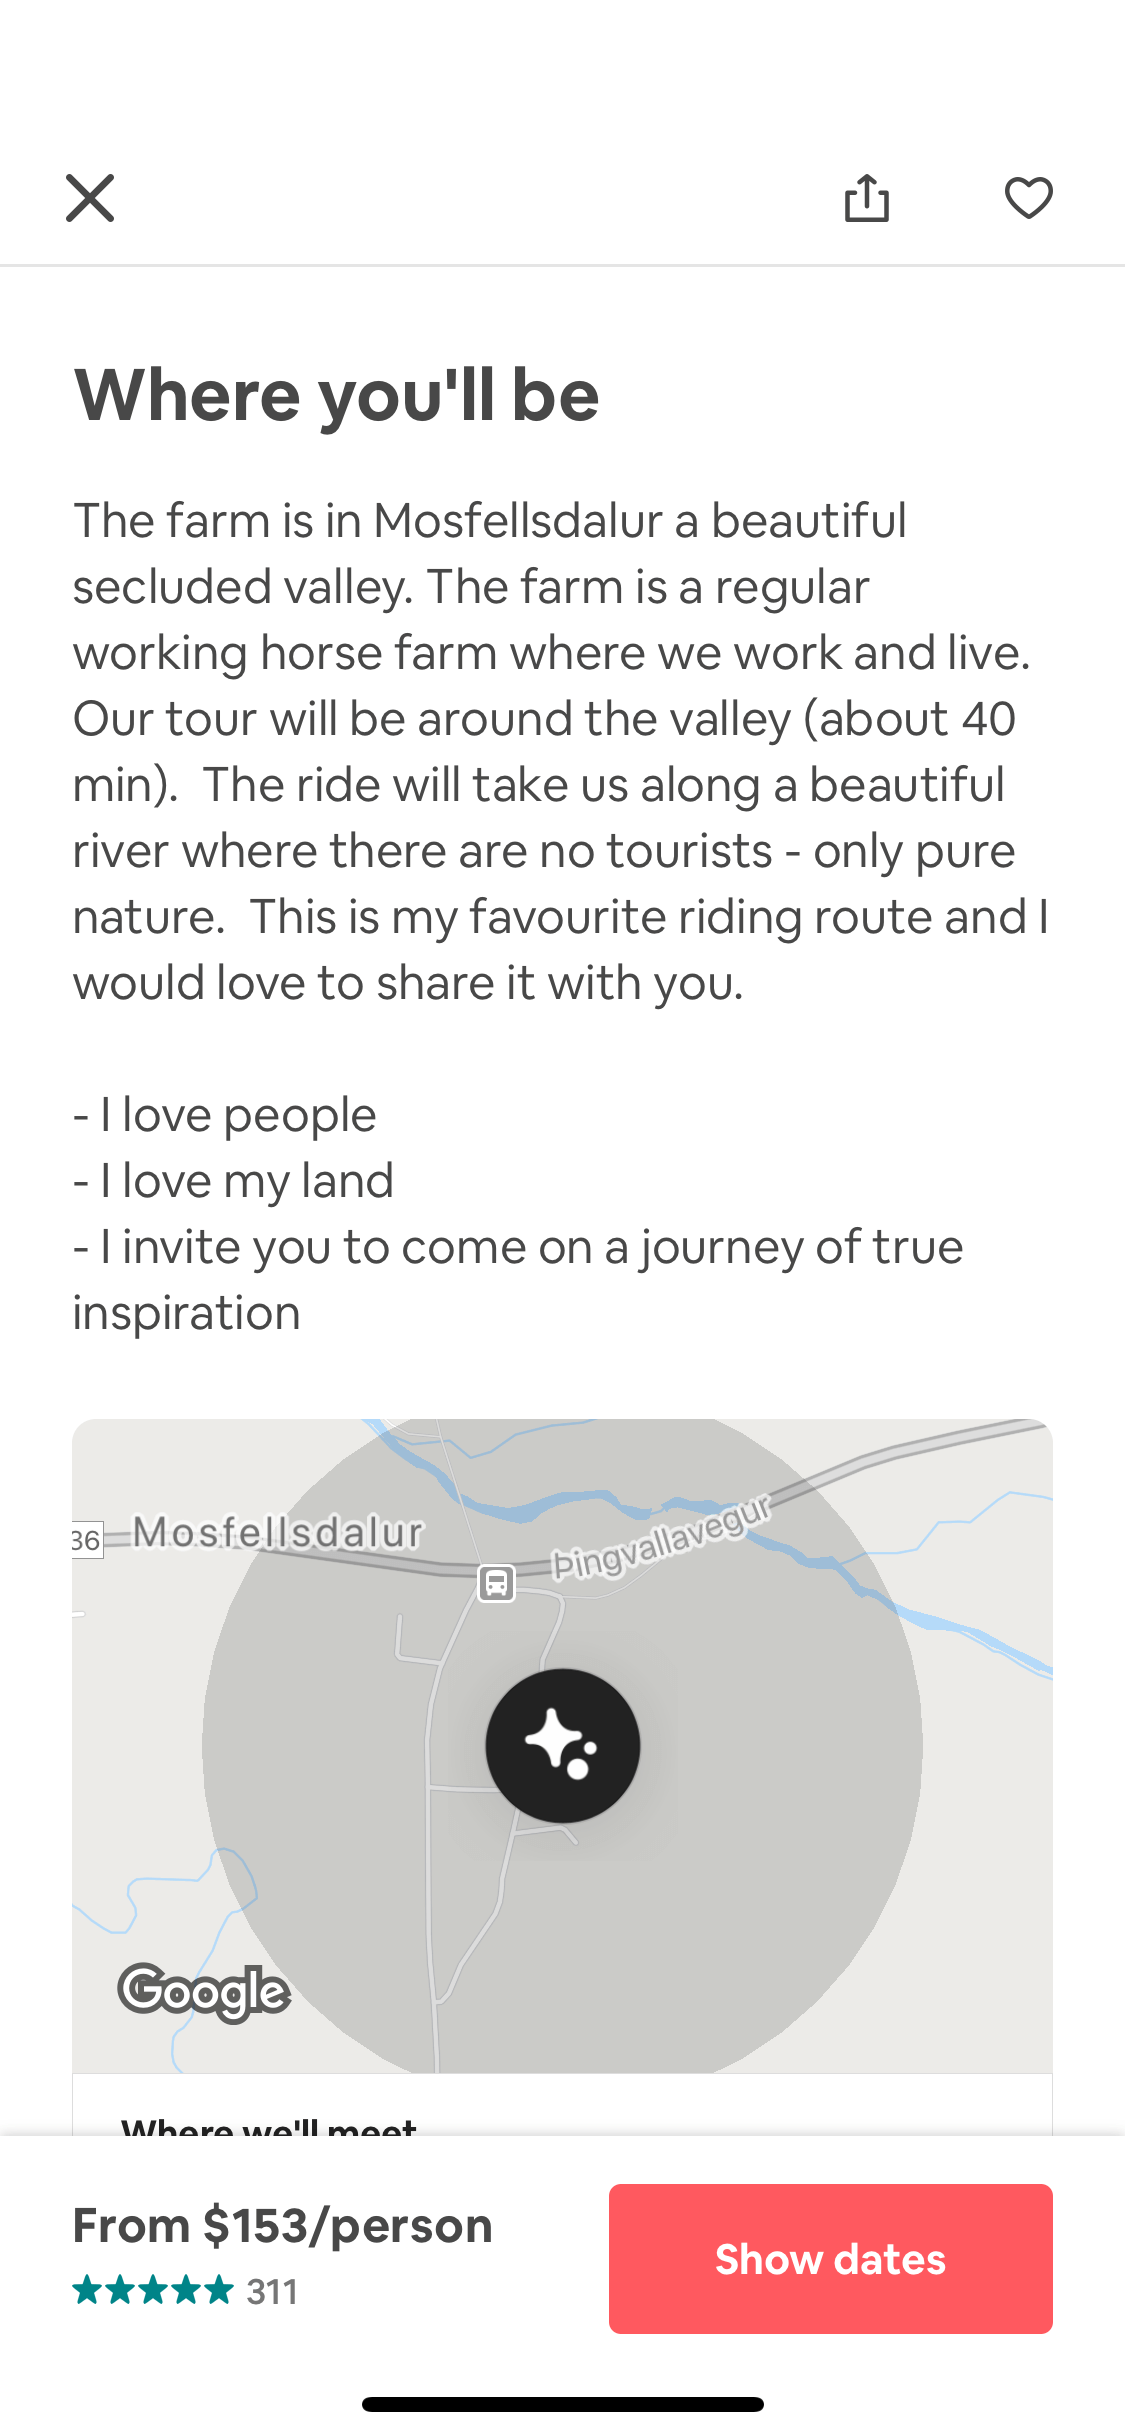 Where you'll be
The farm is in Mosfellsdalur a beautiful
secluded valley. The farm is a regular
working horse farm where we work and live.
Our tour will be around the valley (about 40
min).  The ride will take us along a beautiful
river where there are no tourists - only pure
nature.  This is my favourite riding route and I
would love to share it with you.
- I love people
- I love my land
- I invite you to come on a journey of true
inspiration
36
Mosfellsdalur
Þingvallavegur
Google
Where we'll meet
From $153/person
311
Show dates